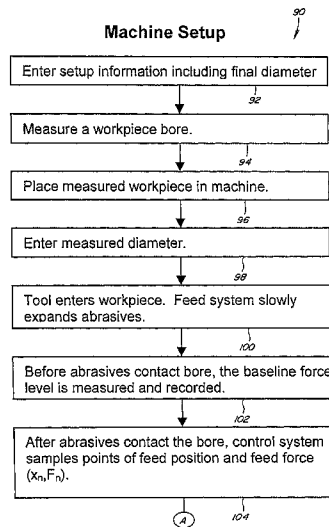 90
Machine Setup
Enter setup information including final diameter
92
Measure a workpiece bore.
94
Place measured workpiece in machine.
96
Enter measured diameter.
98
Tool enters workpiece. Feed system slowly
expands abrasives.
100
Before abrasives contact bore, the baseline force
level is measured and recorded.
102
After abrasives contact the bore, control system
samples points of feed position and feed force
(xn,Fn).
104
A